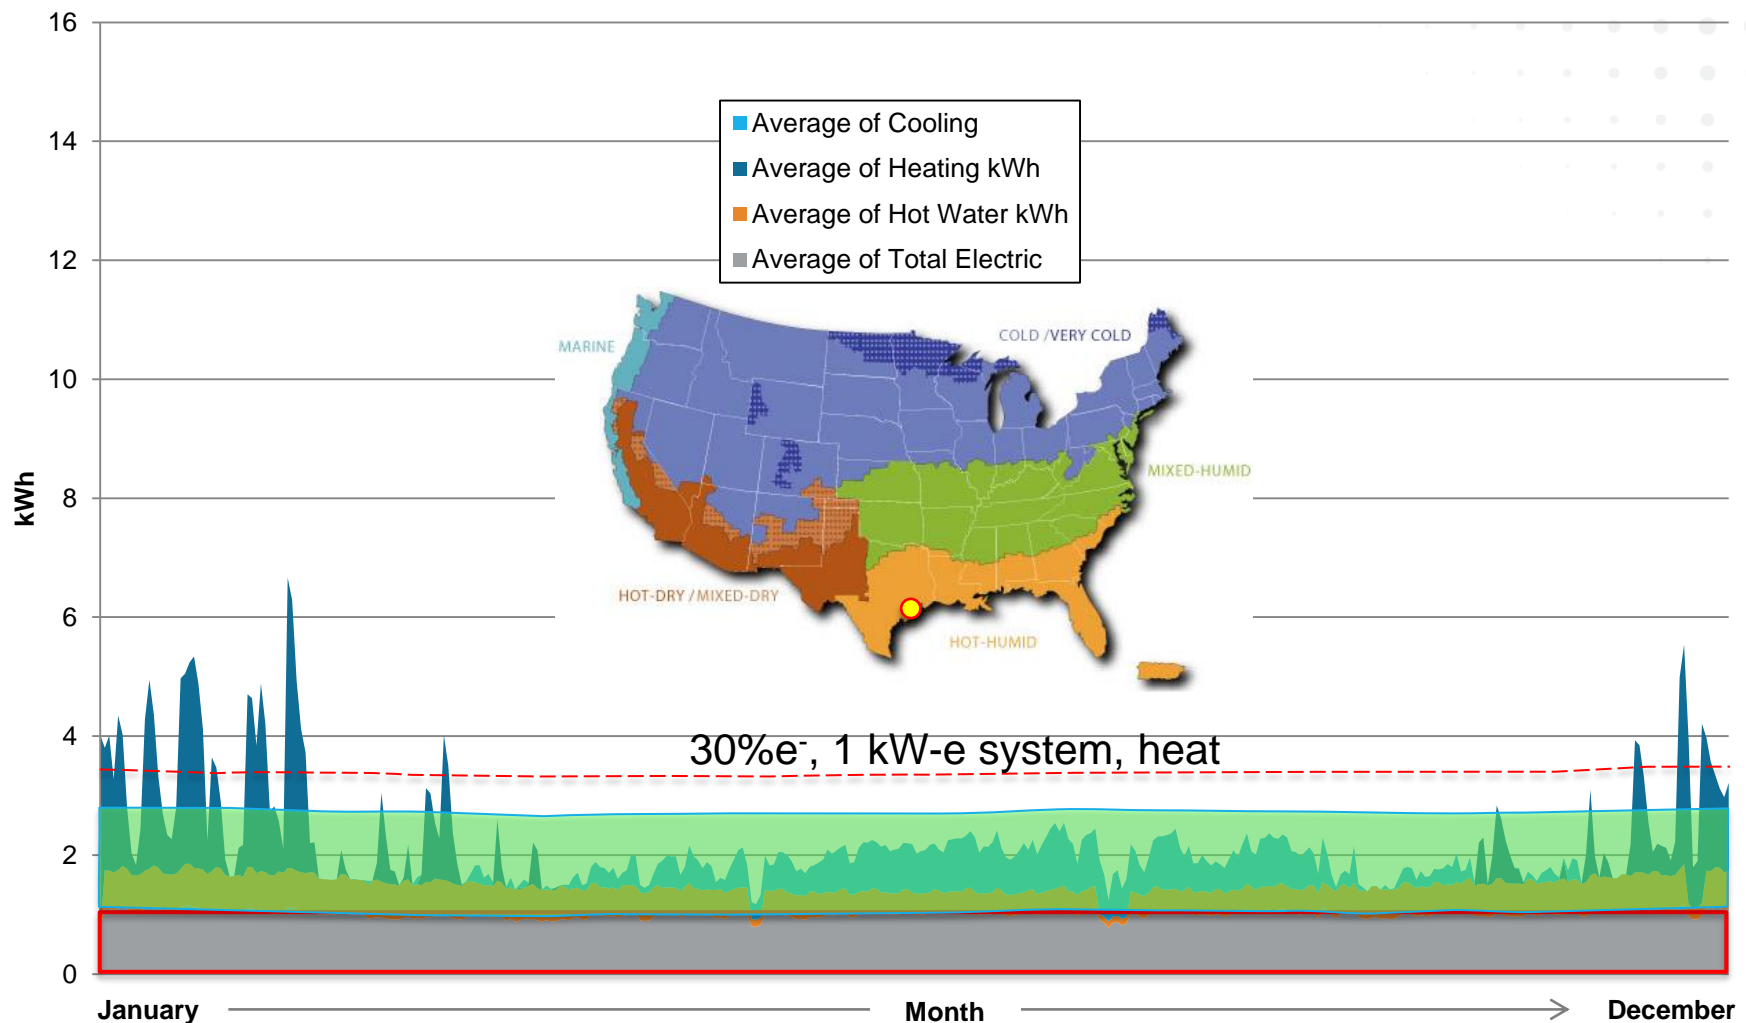 16
14
12
10
8
6
4
2
0
kWh
Average of Cooling
Average of Heating kWh
Average of Hot Water kWh
Average of Total Electric
MARINE
COLD /VERY COLD
MIXED-HUMID
HOT-DRY / MIXED-DRY
HOT-HUMID
30%e-, 1 kW-e system, heat
January
Month
December